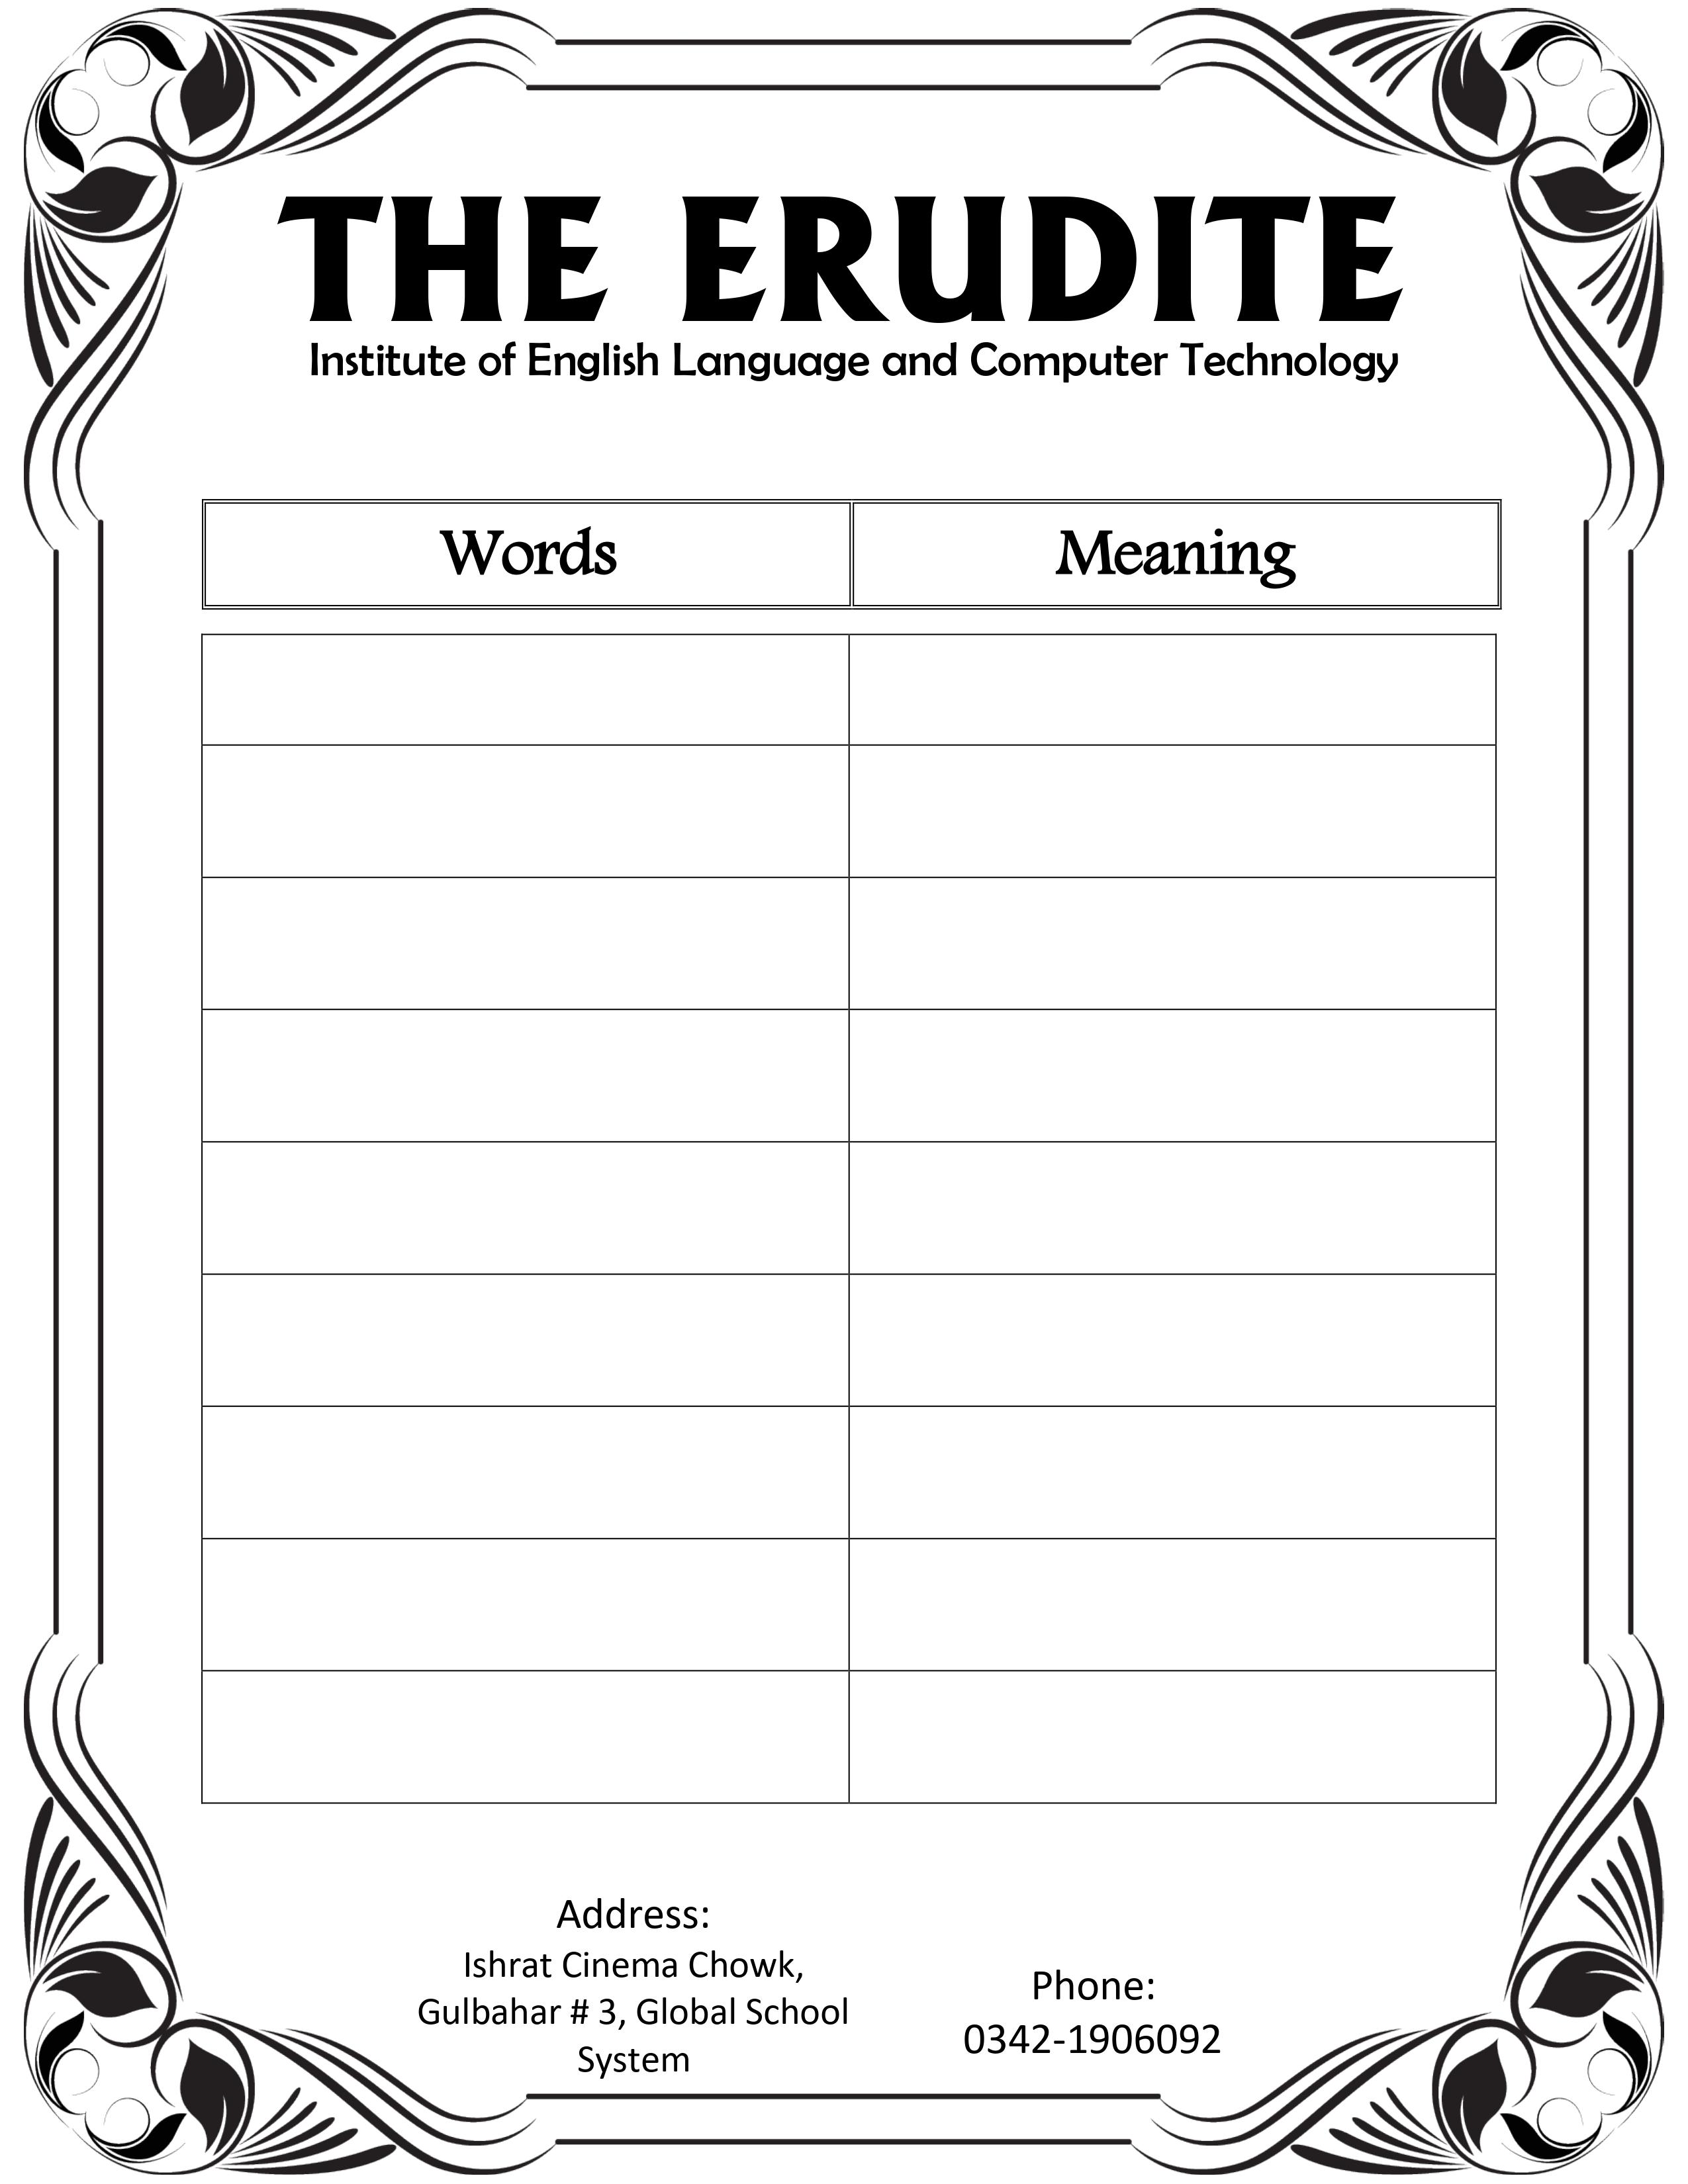 THE ERUDITE
Institute of English Language and Computer Technology
Words
Meaning
Address:
Ishrat Cinema Chowk,
Gulbahar # 3, Global School
System
Phone:
0342-1906092